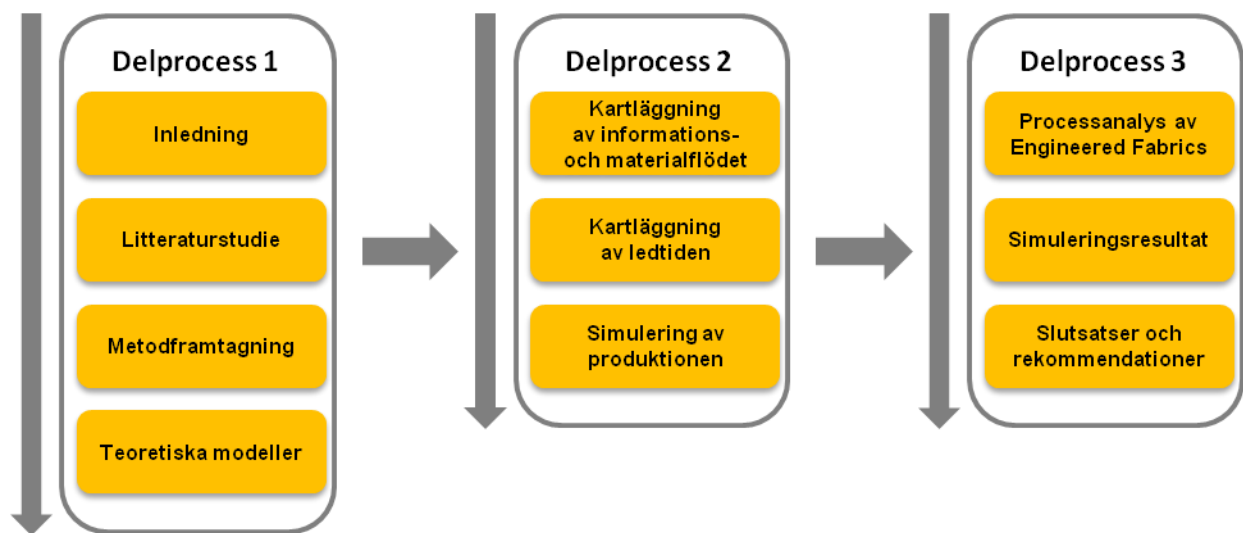 Delprocess 1
Inledning
Litteraturstudie
Metodframtagning
Teoretiska modeller
Delprocess 2
Kartläggning
av informations-
och materialflödet
Kartläggning
av ledtiden
Simulering av
produktionen
Delprocess 3
Processanalys av
Engineered Fabrics
Simuleringsresultat
Slutsatser och
rekommendationer